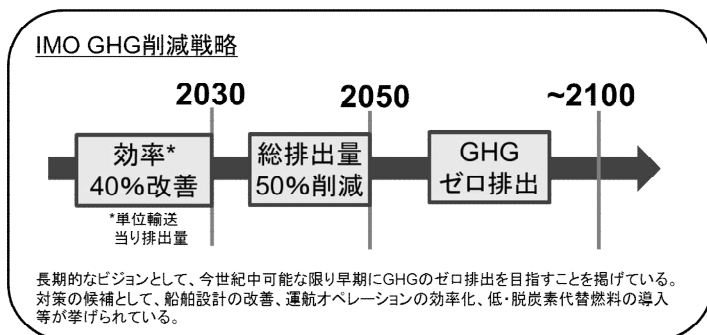 IMO GHG削減戦略
2030
2050
~2100
効率*
40%改善
総排出量
50%削減
GHG
ゼロ排出
*単位輸送
当り排出量
長期的なビジョンとして、今世紀中可能な限り早期にGHGのゼロ排出を目指すことを掲げている。
対策の候補として、船舶設計の改善、運航オペレーションの効率化、低・脱炭素代替燃料の導入
等が挙げられている。